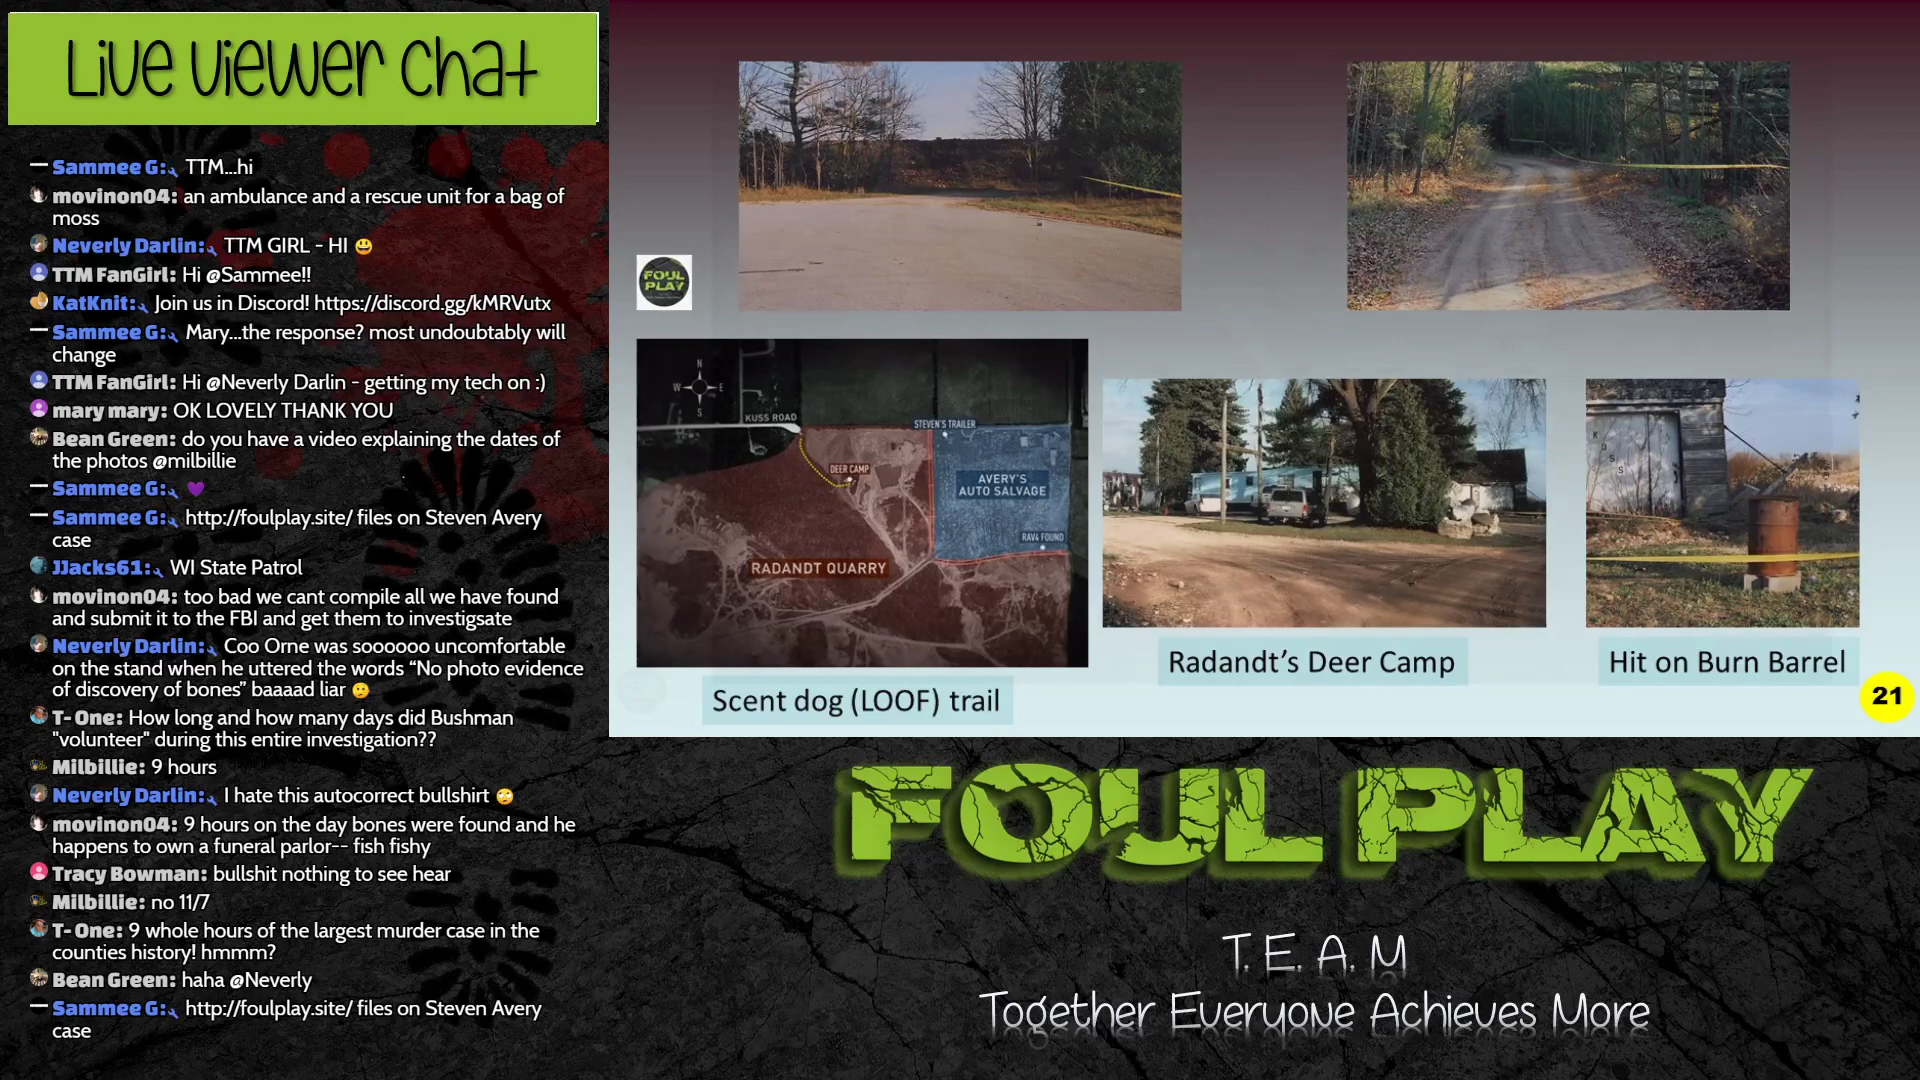 Live Viewer Chat
Sammee G: TTM...hi
movinon04: an ambulance and a rescue unit for a bag of
moss
Neverly Darlin: TTM GIRL - HI 😃
TTM FanGirl: Hi @Sammee!!
KatKnit: Join us in Discord! https://discord.gg/kMRVutx
Sammee G: Mary...the response? most undoubtably will
change
TTM FanGirl: Hi @Neverly Darlin - getting my tech on :)
mary mary: OK LOVELY THANK YOU
Bean Green: do you have a video explaining the dates of
the photos @milbillie
Sammee G: 💜
Sammee G: http://foulplay.site/ files on Steven Avery
case
JJacks61: WI State Patrol
movinon04: too bad we cant compile all we have found
and submit it to the FBI and get them to investigsate
Neverly Darlin: Coo Orne was soooooo uncomfortable
on the stand when he uttered the words “No photo evidence
of discovery of bones” baaaad liar 🤥
T- One: How long and how many days did Bushman
"volunteer" during this entire investigation??
Milbillie: 9 hours
Neverly Darlin: I hate this autocorrect bullshirt 🙄
movinon04: 9 hours on the day bones were found and he
happens to own a funeral parlor-- fish fishy
Tracy Bowman: bullshit nothing to see hear
Milbillie: no 11/7
T- One: 9 whole hours of the largest murder case in the
counties history! hmmm?
Bean Green: haha @Neverly
Sammee G: http://foulplay.site/ files on Steven Avery
case
FOUL
PLAY
N
W E
S
KUSS ROAD
STEVEN'S TRAILER
DEER CAMP
AVERY'S
AUTO SALVAGE
RAV4 FOUND
RADANDT QUARRY
K
U
S
S
Scent dog (LOOF) trail
Radandt’s Deer Camp
Hit on Burn Barrel
21
FOUL PLAY
T. E. A. M
Together Everyone Achieves More